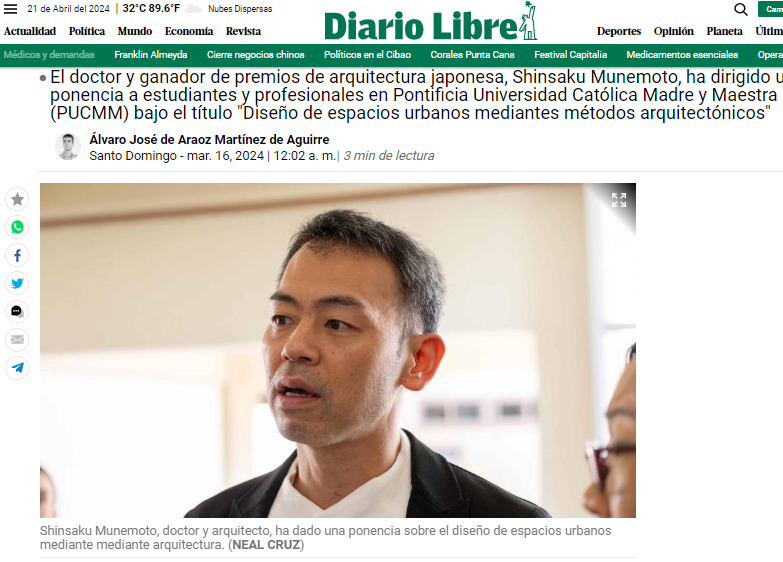 21 de Abril del 2024 | 32°C 89.6°F Nubes Dispersas
Diario Libre
Actualidad Política Mundo Economía Revista
Deportes Opinión Planeta
Médicos y demandas Franklin Almeyda Cierre negocios chinos Políticos en el Cibao Corales Punta Cana Festival Capitalia Medicamentos esenciales
El doctor y ganador de premios de arquitectura japonesa, Shinsaku Munemoto, ha dirigido
ponencia a estudiantes y profesionales en Pontificia Universidad Católica Madre y Maestra
(PUCMM) bajo el título "Diseño de espacios urbanos mediantes métodos arquitectónicos"
Álvaro José de Araoz Martínez de Aguirre
Santo Domingo - mar. 16, 2024 | 12:02 a. m.| 3 min de lectura
Shinsaku Munemoto, doctor y arquitecto, ha dado una ponencia sobre el diseño de espacios urbanos
mediante mediante arquitectura. (NEAL CRUZ)